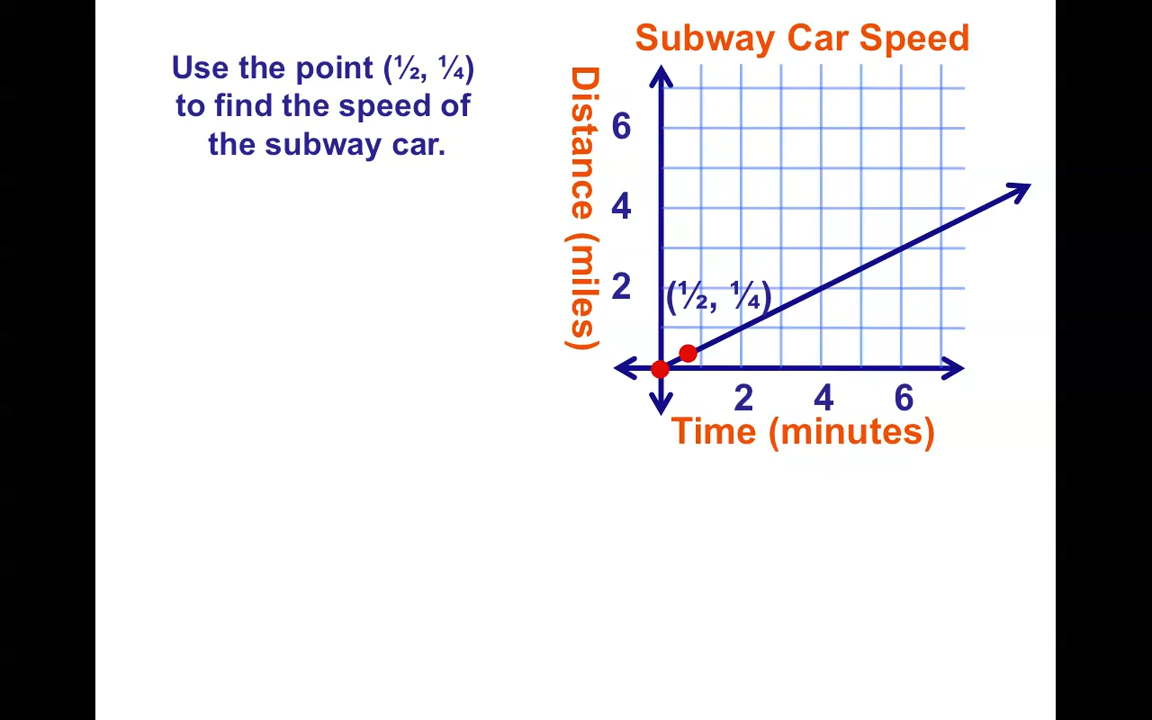 Use the point (½, ¼)
to find the speed of
the subway car.
Subway Car Speed
Distance (miles)
6
4
2
(½, ¼)
2 4 6
Time (minutes)